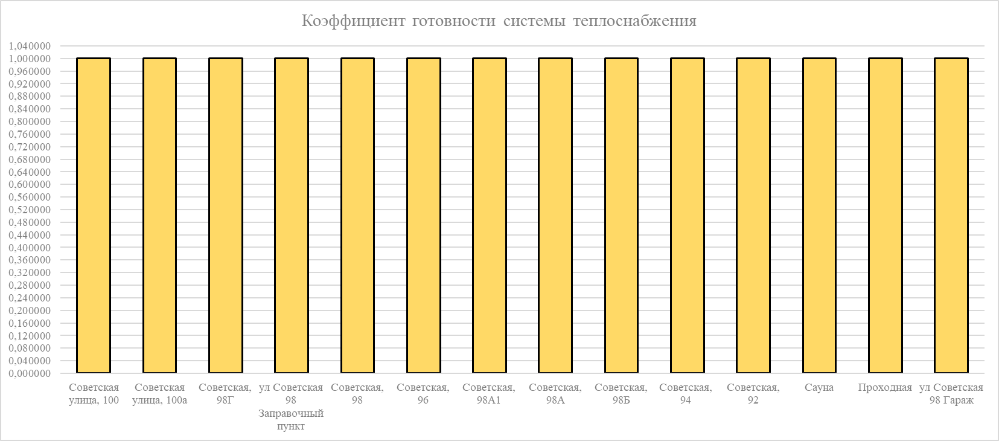 Коэффициент готовности системы теплоснабжения
1,040000
1,000000
0,960000
0,920000
0,880000
0,840000
0,800000
0,760000
0,720000
0,680000
0,640000
0,600000
0,560000
0,520000
0,480000
0,440000
0,400000
0,360000
0,320000
0,280000
0,240000
0,200000
0,160000
0,120000
0,080000
0,040000
0,000000
Советская
улица, 100
Советская
улица, 100а
Советская,
98Г
ул Советская
98
Заправочный
пункт
Советская,
98
Советская,
96
Советская,
98А1
Советская,
98А
Советская,
98Б
Советская,
94
Советская,
92
Сауна
Проходная
ул Советская
98 Гараж